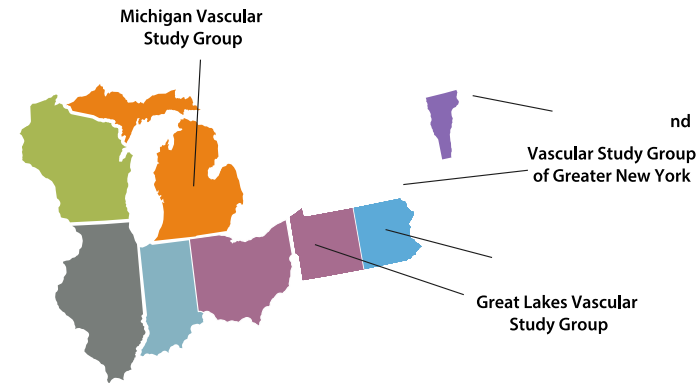 Michigan Vascular
Study Group
nd
Vascular Study Group
of Greater New York
Great Lakes Vascular
Study Group